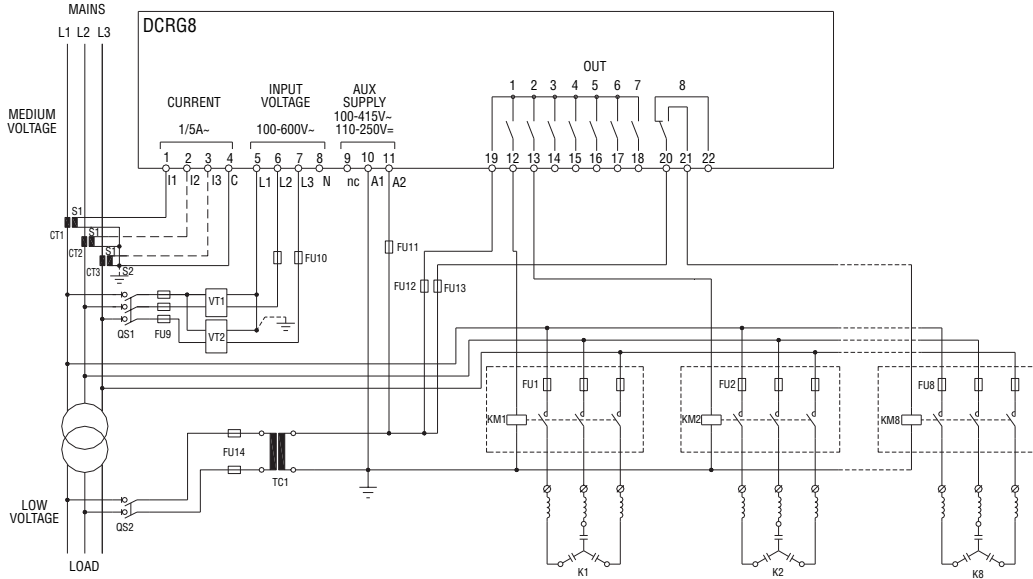 MAINS
L1 L2 L3
DCRG8
MEDIUM
VOLTAGE
CURRENT
1/5A~
INPUT
VOLTAGE
100-600V~
AUX
SUPPLY
100-415V~
110-250V=
OUT
1 2 3 4 5 6 7 8
1 2 3 4 5 6 7 8 9 10 11 19 12 13 14 15 16 17 18 20 21 22
I1 I2 I3 C L1 L2 L3 N nc A1 A2
S1
CT1
S1
CT2
S1
CT3
S2
FU10
FU11
FU12
FU13
QS1
FU9
VT1
VT2
FU1
FU2
FU8
KM1
KM2
KM8
FU14
TC1
LOW
VOLTAGE
QS2
LOAD
K1
K2
K8